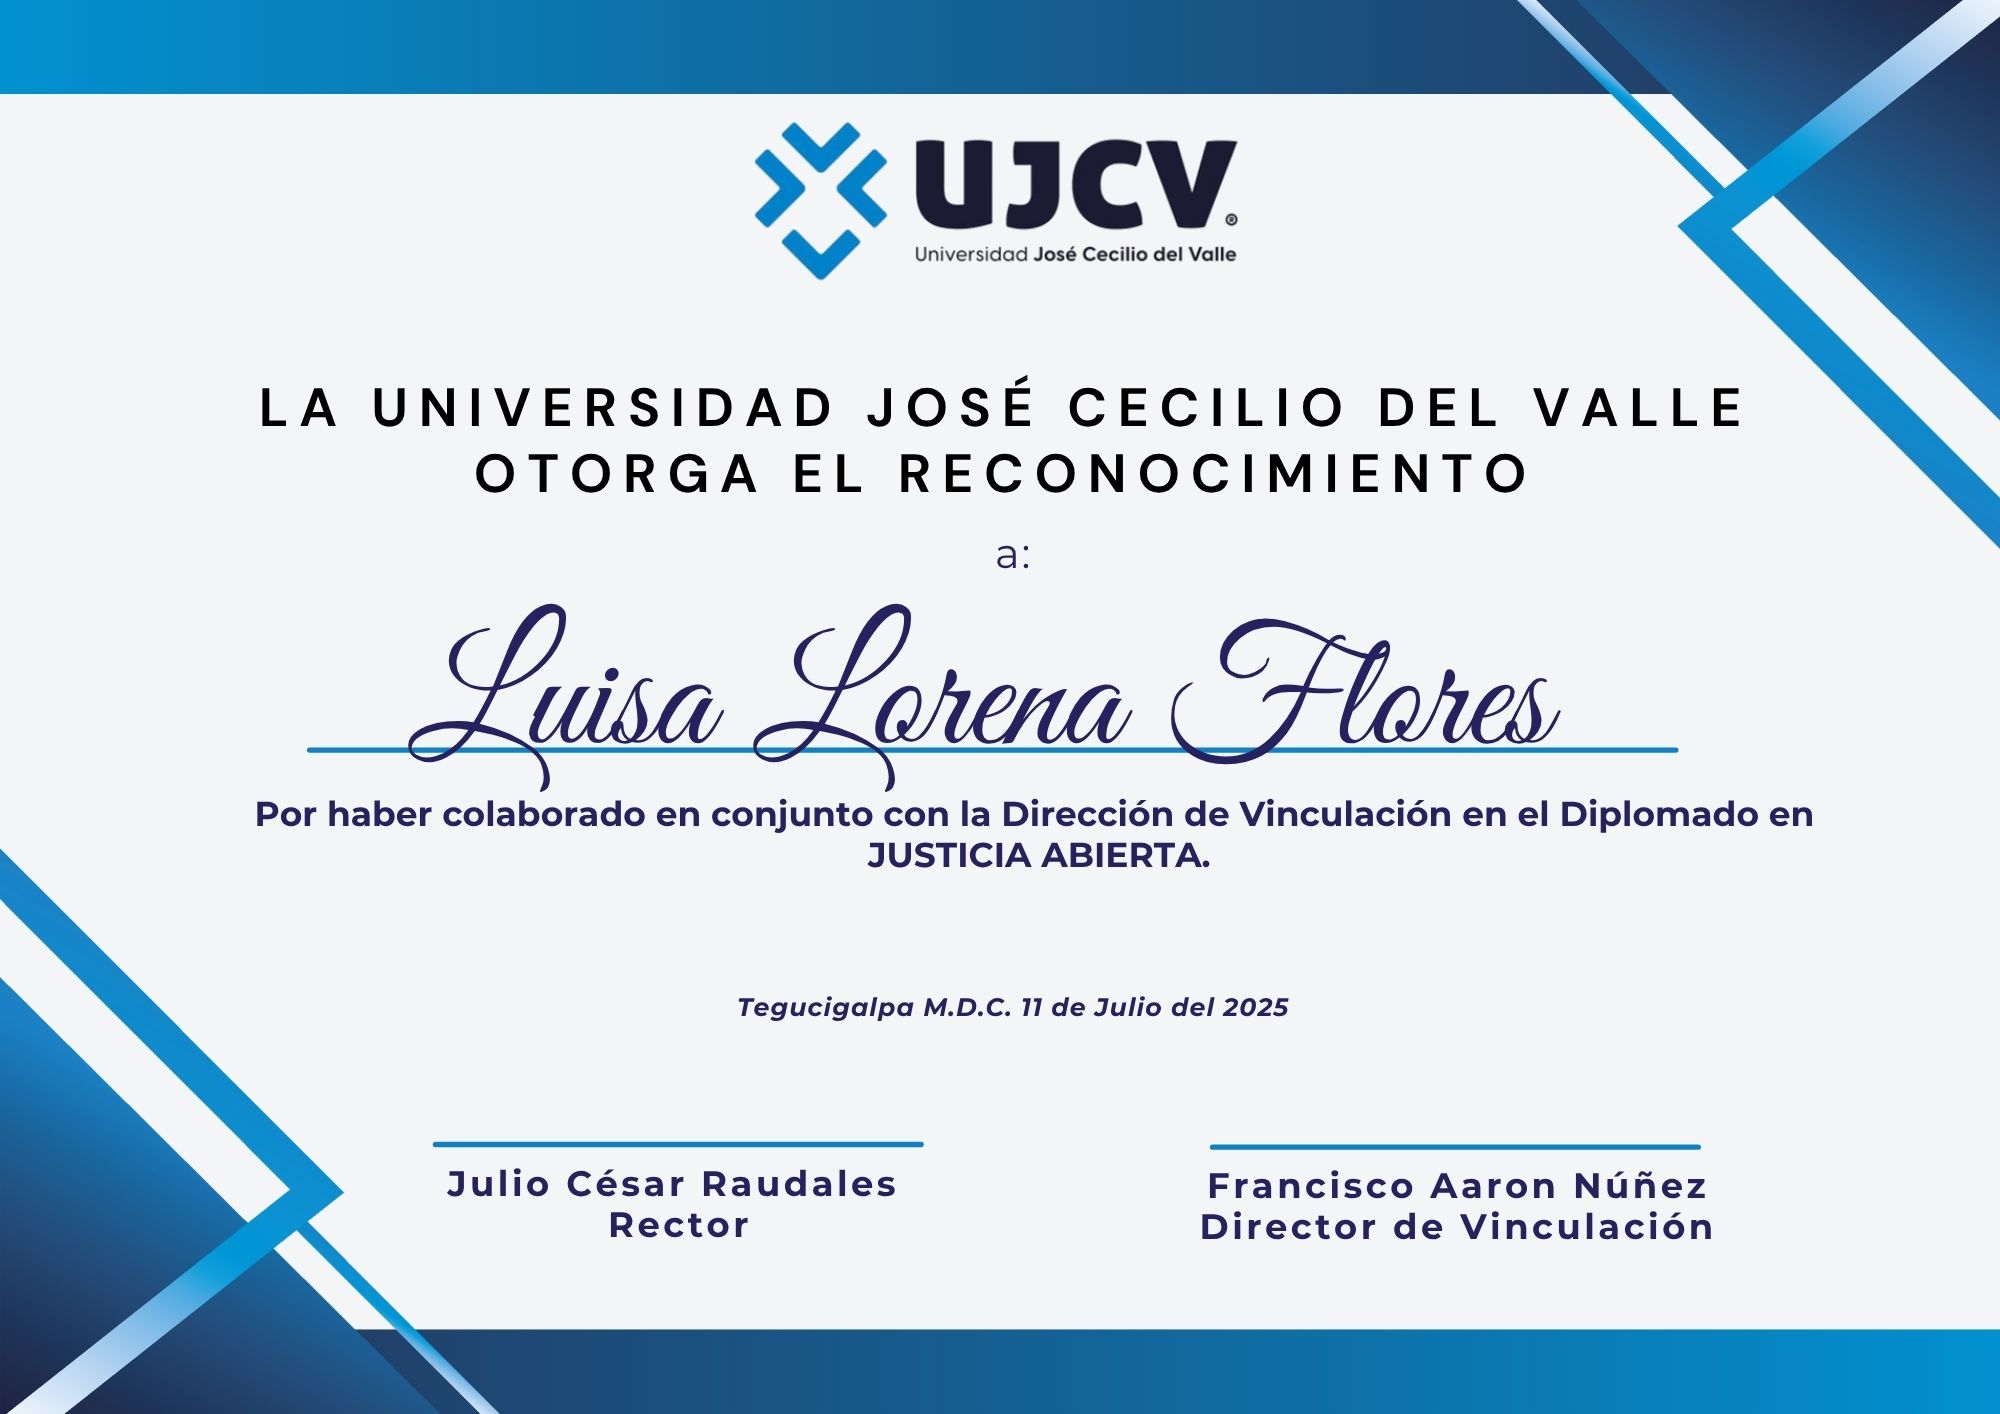 UJCV®
Universidad José Cecilio del Valle
LA UNIVERSIDAD JOSÉ CECILIO DEL VALLE
OTORGA EL RECONOCIMIENTO
a:
Luisa Lorena Flores
Por haber colaborado en conjunto con la Dirección de Vinculación en el Diplomado en
JUSTICIA ABIERTA.
Tegucigalpa M.D.C. 11 de Julio del 2025
Julio César Raudales
Rector
Francisco Aaron Núñez
Director de Vinculación